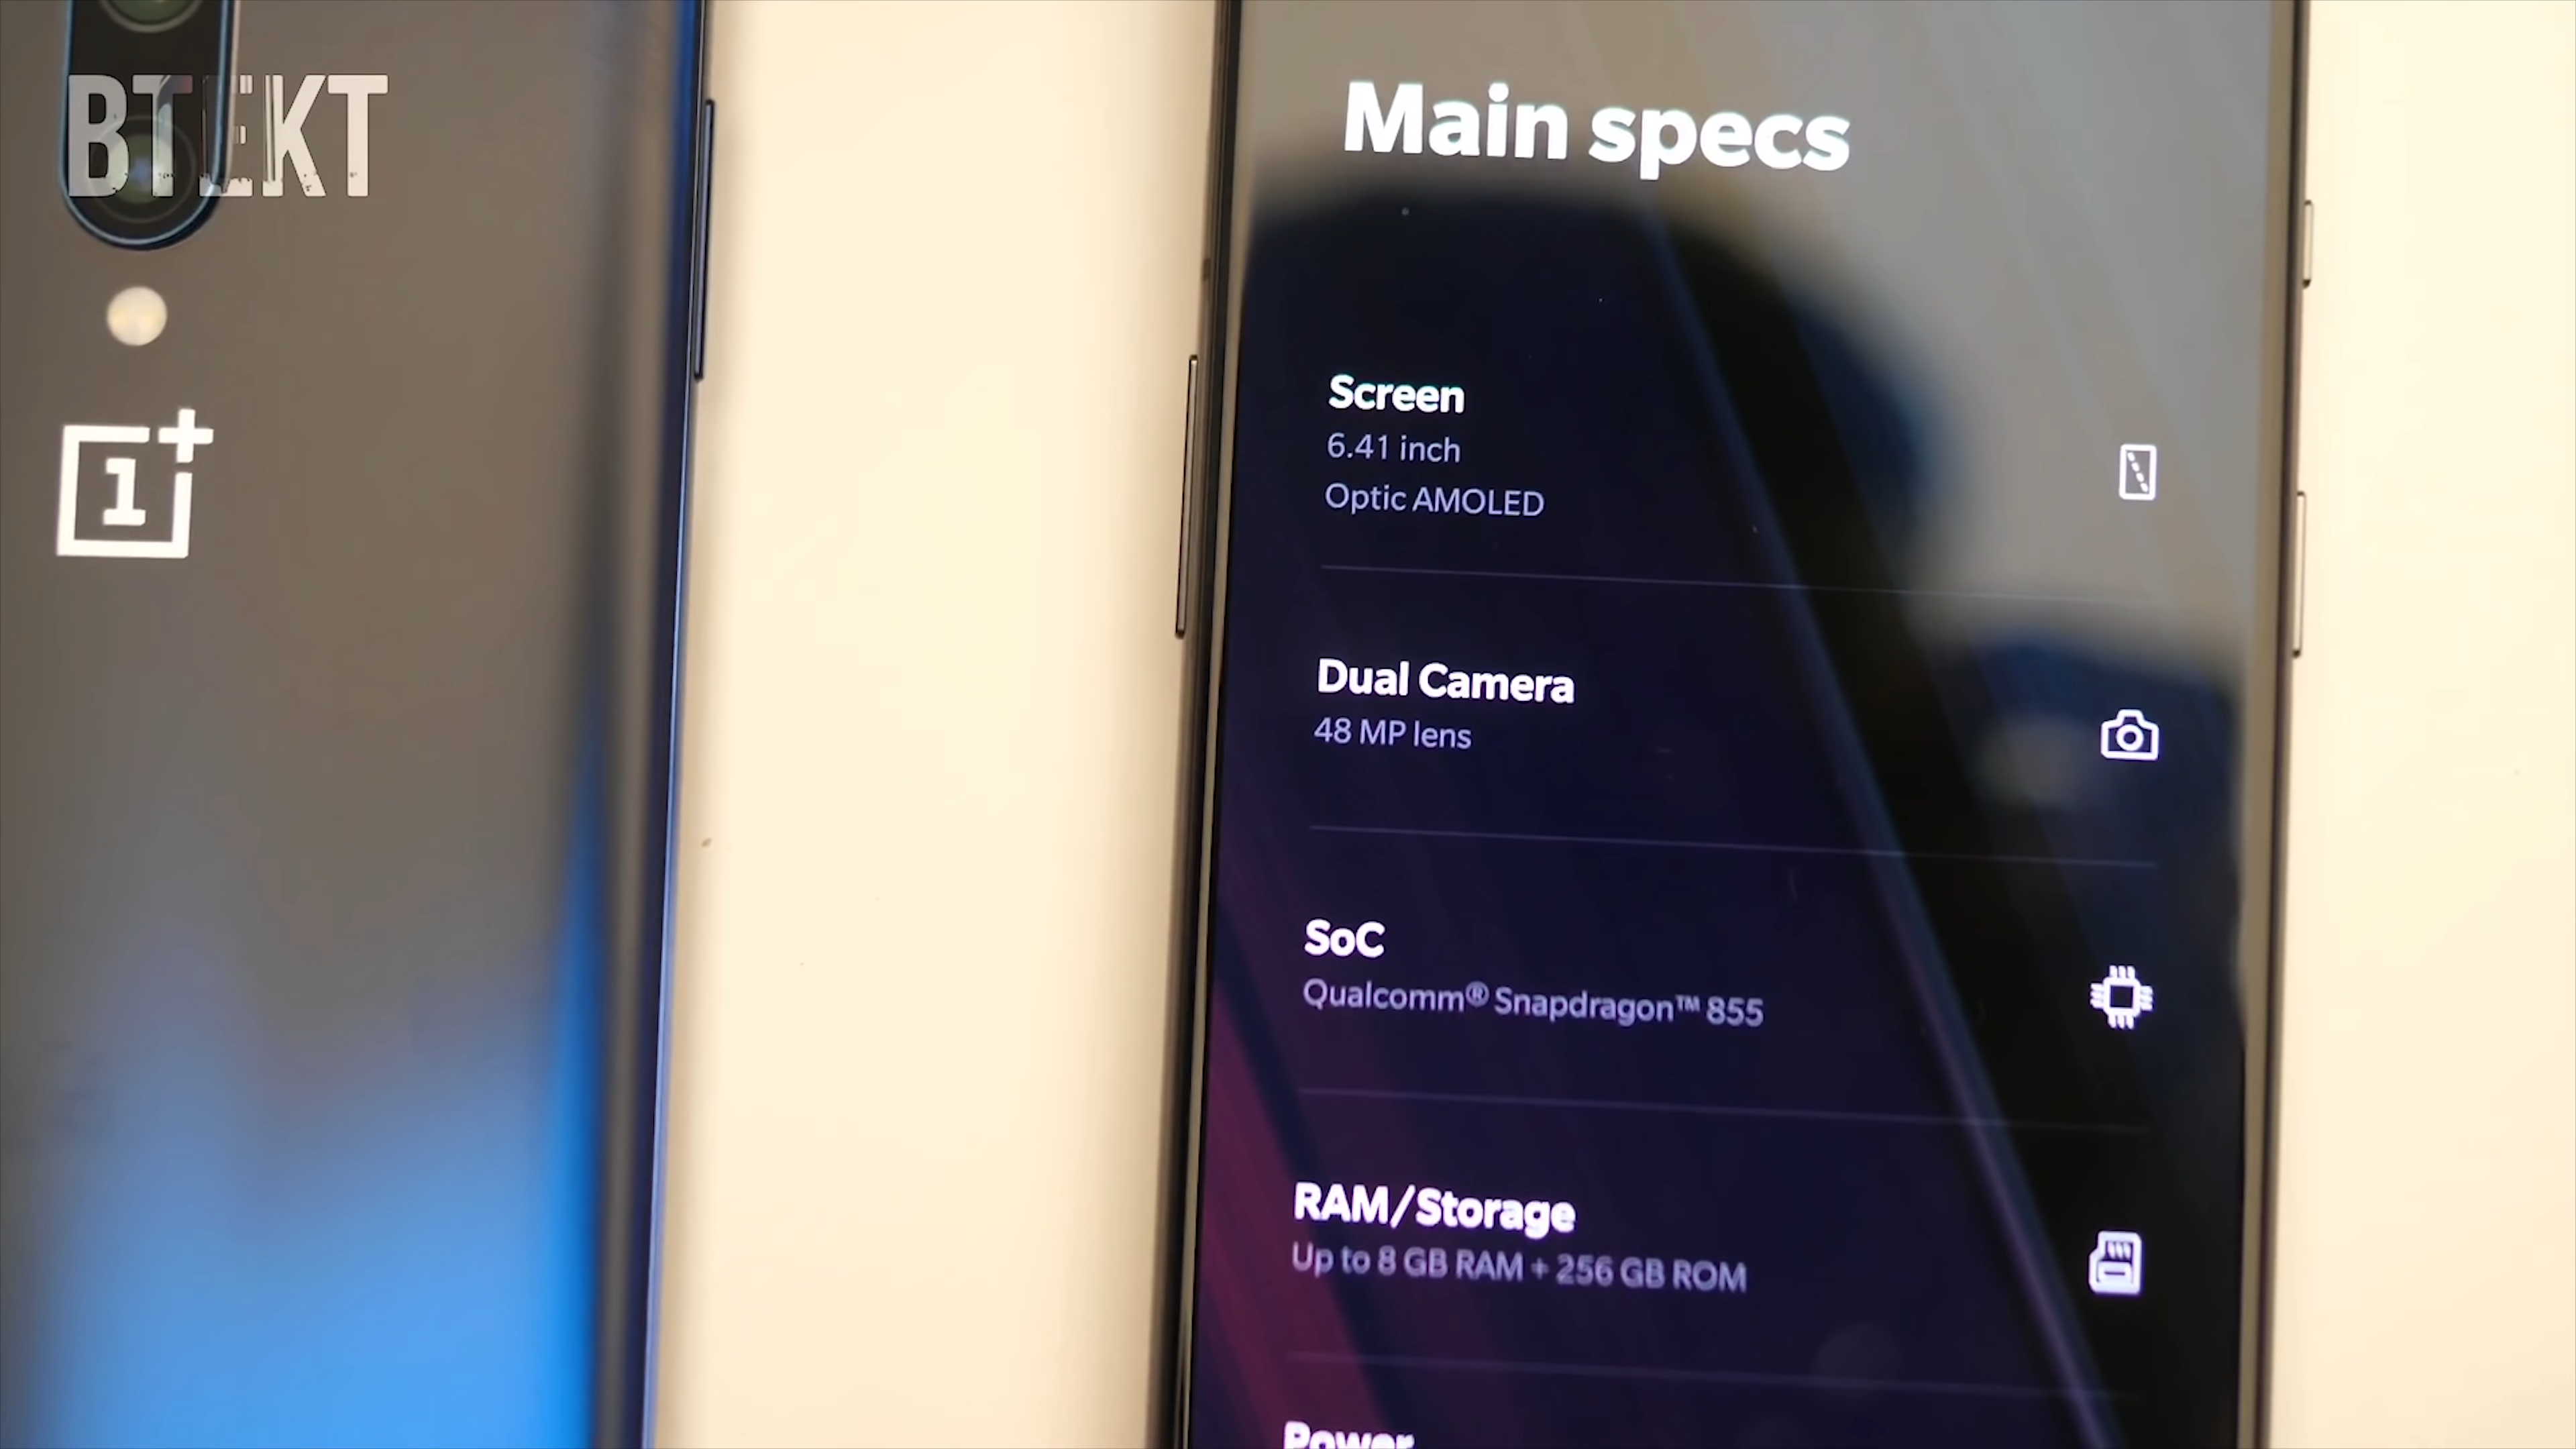 BTEKT
1+
Main specs
Screen
6.41 inch
Optic AMOLED
Dual Camera
48 MP lens
SoC
Qualcomm® Snapdragon™ 855
RAM/Storage
Up to 8 GB RAM + 256 GB ROM
Power